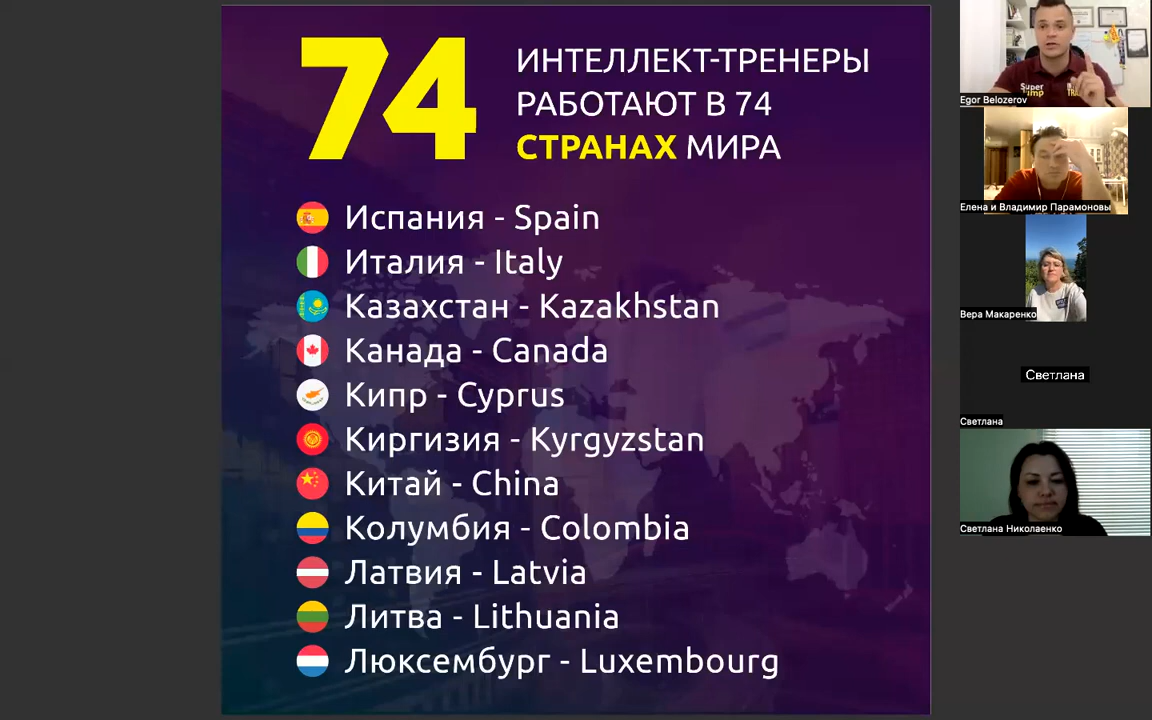 74
ИНТЕЛЛЕКТ-ТРЕНЕРЫ
РАБОТАЮТ В 74
СТРАНАХ МИРА
Испания - Spain
Италия - Italy
Казахстан - Kazakhstan
Канада - Canada
Кипр - Cyprus
Киргизия - Kyrgyzstan
Китай - China
Колумбия - Colombia
Латвия - Latvia
Литва - Lithuania
Люксембург - Luxembourg
Super
Egor Belozerov
Елена и Владимир Парамоновы
Вера Макаренко
Светлана
Светлана
Светлана Николаенко